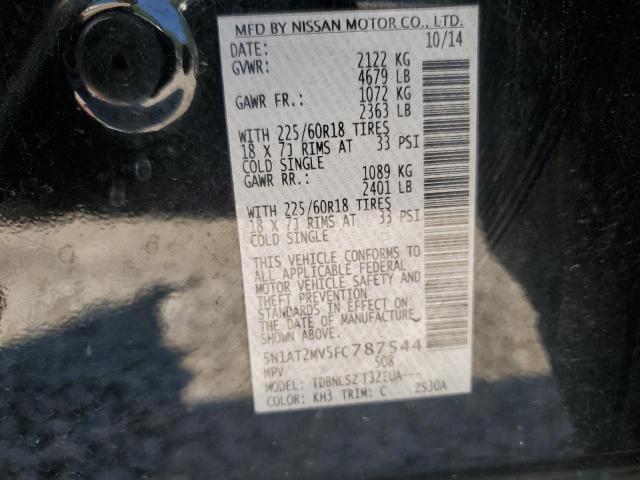 MFD BY NISSAN MOTOR CO., LTD.
DATE: 10/14
GVWR: 2122 KG
4679 LB
GAWR FR.: 1072 KG
2363 LB
WITH 225/60R18 TIRES
18 X 7J RIMS AT 33 PSI
COLD SINGLE
GAWR RR.: 1089 KG
2401 LB
WITH 225/60R18 TIRES
18 X 7J RIMS AT 33 PSI
COLD SINGLE
THIS VEHICLE CONFORMS TO
ALL APPLICABLE FEDERAL
MOTOR VEHICLE SAFETY AND
THEFT PREVENTION
STANDARDS IN EFFECT ON
THE DATE OF MANUFACTURE
SHOWN ABOVE.
5N1AT2MV5FC787544
MPV 508
MODEL: TDBNLSZ T32EUA---
COLOR: KH3 TRIM: C ZS30A